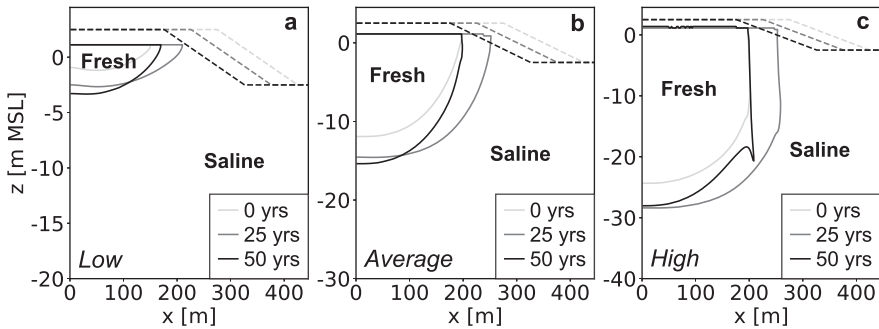 a
Fresh
Saline
0 yrs
25 yrs
50 yrs
Low
z [m MSL]
0
-5
-10
-15
-20
0 100 200 300 400
x [m]
b
Fresh
Saline
0 yrs
25 yrs
50 yrs
Average
0
-10
-20
-30
0 100 200 300 400
x [m]
c
Fresh
Saline
0 yrs
25 yrs
50 yrs
High
0
-10
-20
-30
-40
0 100 200 300 400
x [m]